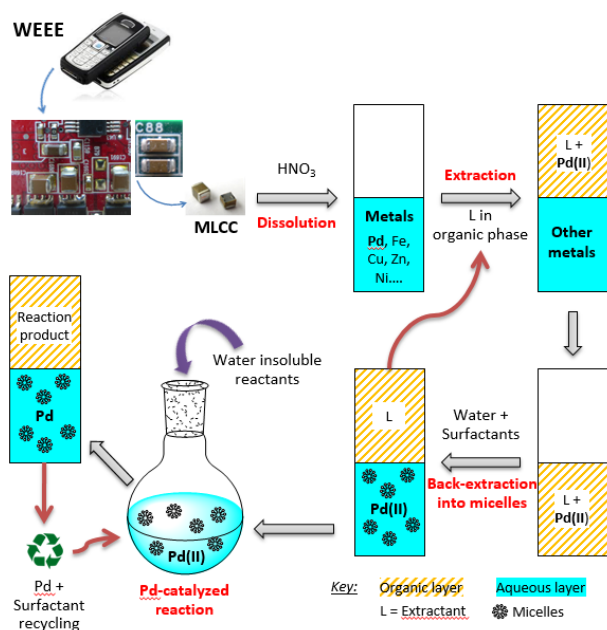 WEEE
C88
MLCC
HNO₃
Dissolution
Metals
Pd, Fe,
Cu, Zn,
Ni....
Extraction
L in
organic phase
L +
Pd(II)
Other
metals
Reaction
product
Pd
Water insoluble
reactants
L
Pd(II)
Water +
Surfactants
Back-extraction
into micelles
L +
Pd(II)
Pd(II)
Pd-catalyzed
reaction
Pd +
Surfactant
recycling
Key:
Organic layer
Aqueous layer
L = Extractant
Micelles